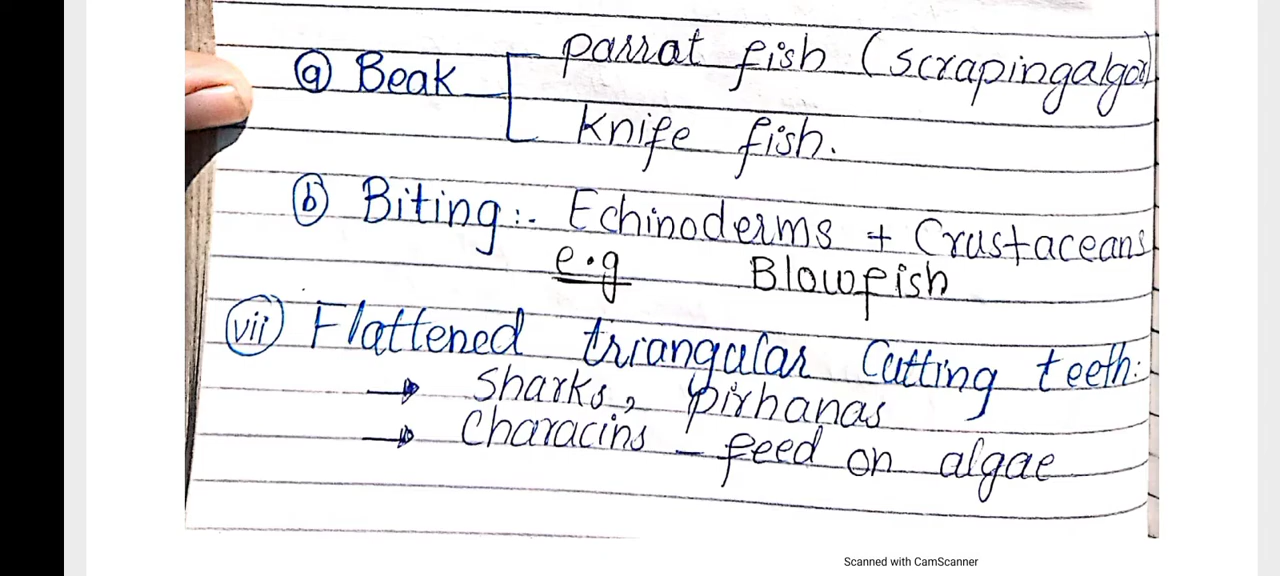 ⓐ Beak parrat fish (scrapingalgae)
Knife fish.
ⓑ Biting:- Echinoderms + Crustaceans
e.g Blowfish
(vii) Flattened triangular Cutting teeth:
→ Sharks, pirhanas
→ Characins - feed on algae
Scanned with CamScanner